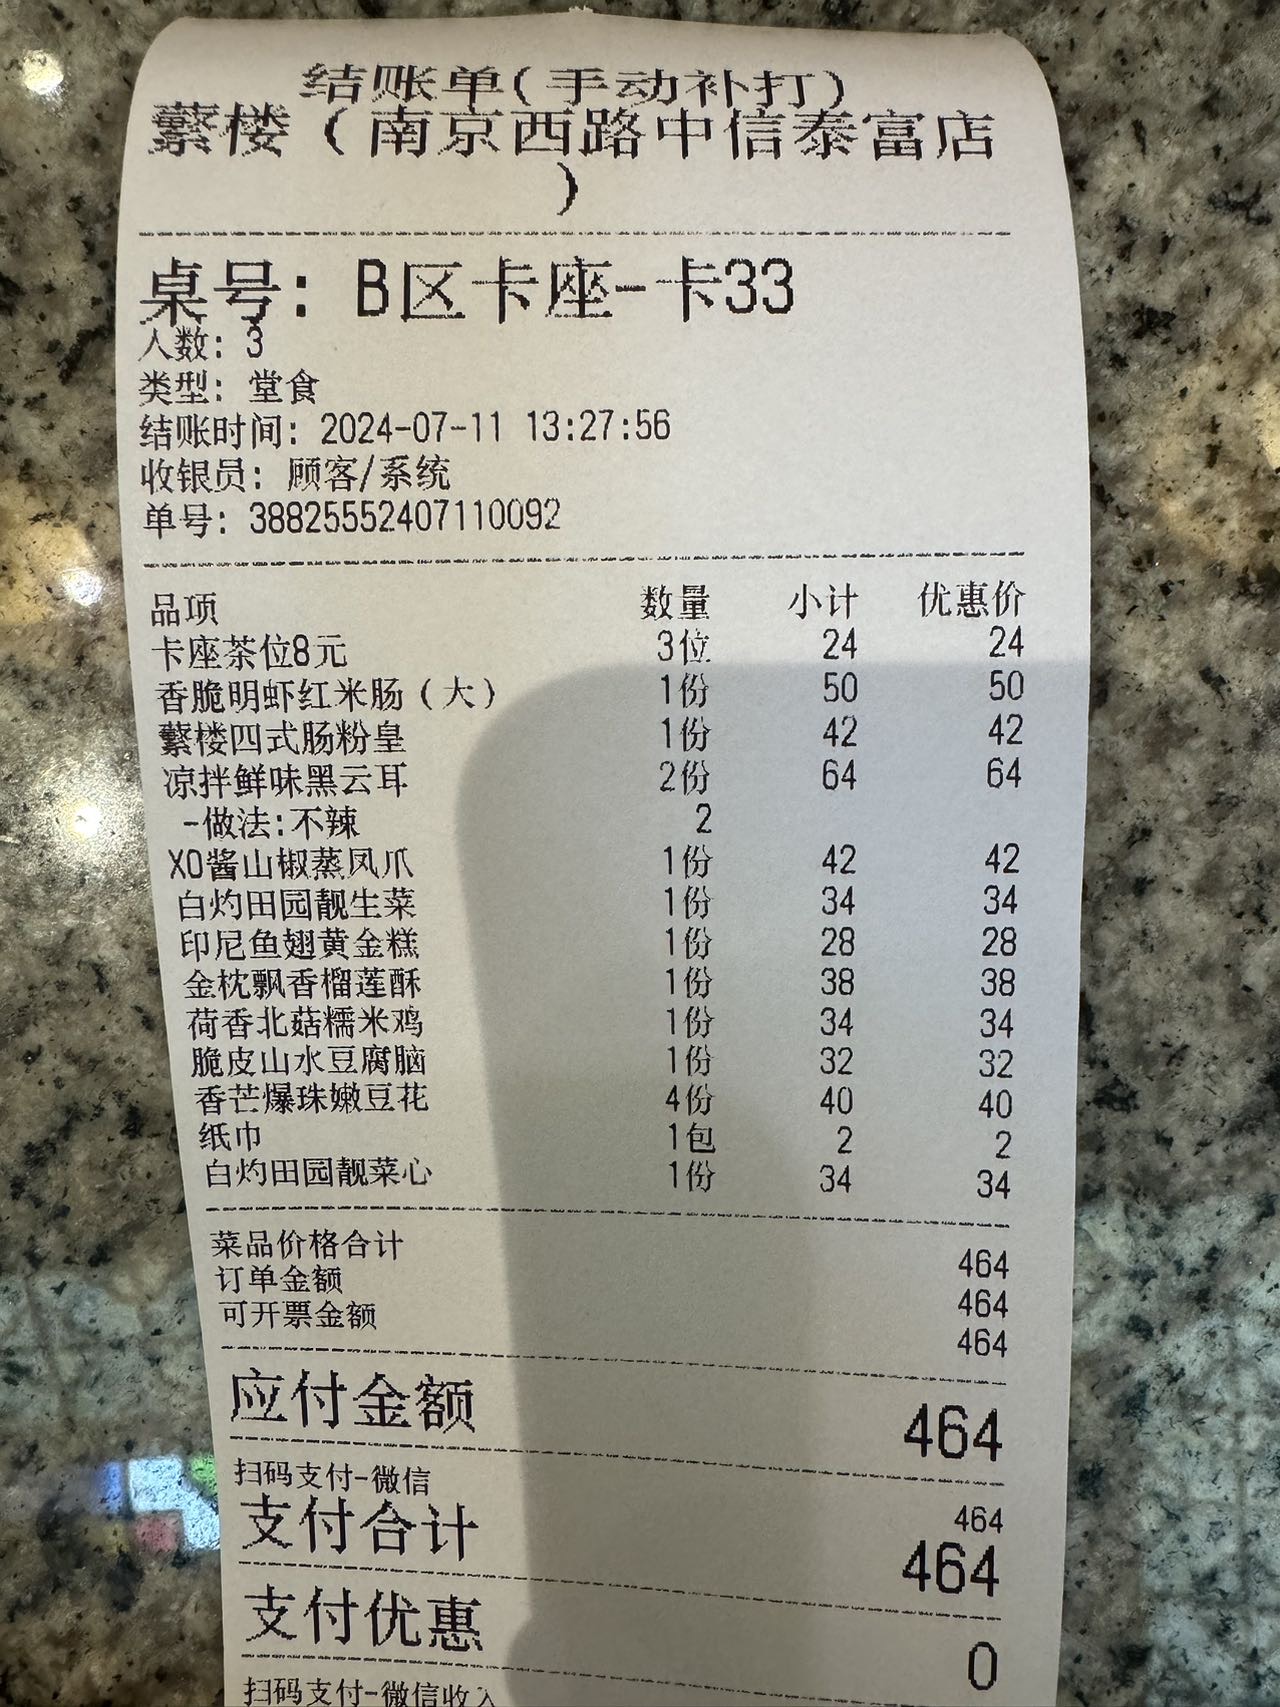 结账单(手动补打)
蘩楼（南京西路中信泰富店
）
桌号: B区卡座-卡33
人数: 3
类型: 堂食
结账时间: 2024-07-11 13:27:56
收银员: 顾客/系统
单号: 38825552407110092
品项 数量 小计 优惠价
卡座茶位8元 3位 24 24
香脆明虾红米肠（大） 1份 50 50
蘩楼四式肠粉皇 1份 42 42
凉拌鲜味黑云耳 2份 64 64
-做法:不辣 2
XO酱山椒蒸凤爪 1份 42 42
白灼田园靓生菜 1份 34 34
印尼鱼翅黄金糕 1份 28 28
金枕飘香榴莲酥 1份 38 38
荷香北菇糯米鸡 1份 34 34
脆皮山水豆腐脑 1份 32 32
香芒爆珠嫩豆花 4份 40 40
纸巾 1包 2 2
白灼田园靓菜心 1份 34 34
菜品价格合计 464
订单金额 464
可开票金额 464
应付金额 464
扫码支付-微信 464
支付合计 464
支付优惠 0
扫码支付-微信收入